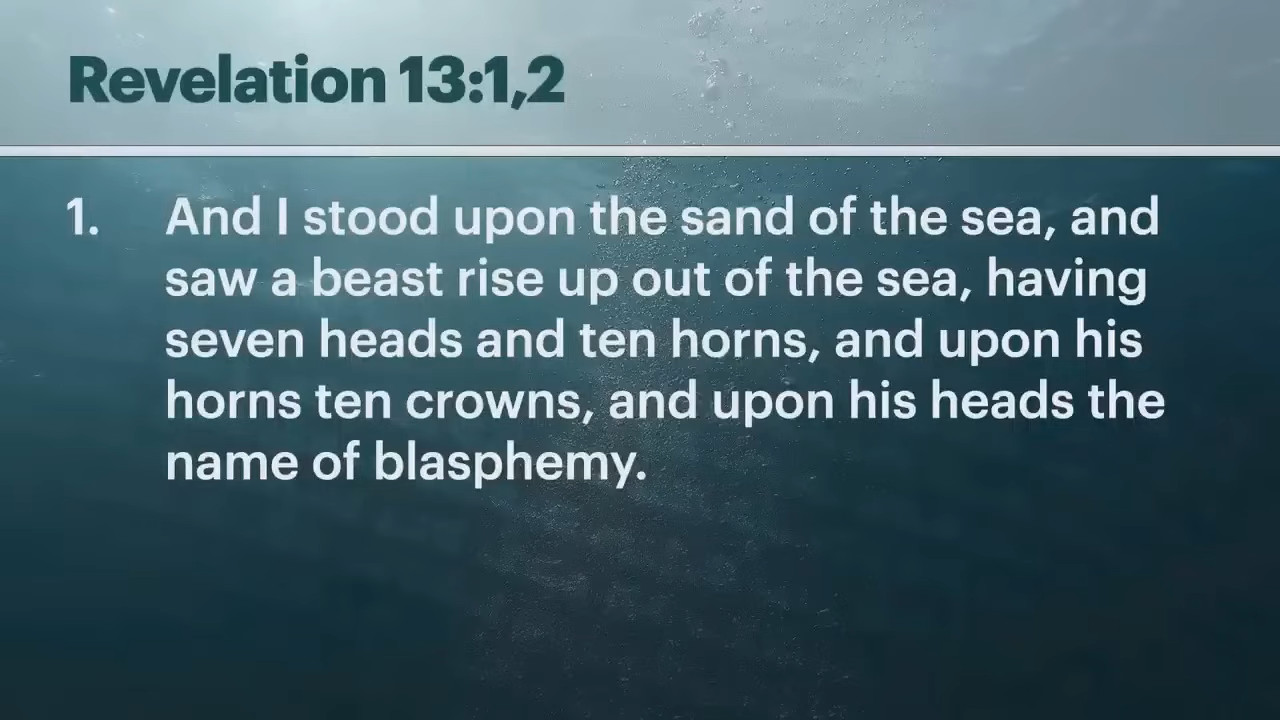 Revelation 13:1,2
1. And I stood upon the sand of the sea, and
saw a beast rise up out of the sea, having
seven heads and ten horns, and upon his
horns ten crowns, and upon his heads the
name of blasphemy.